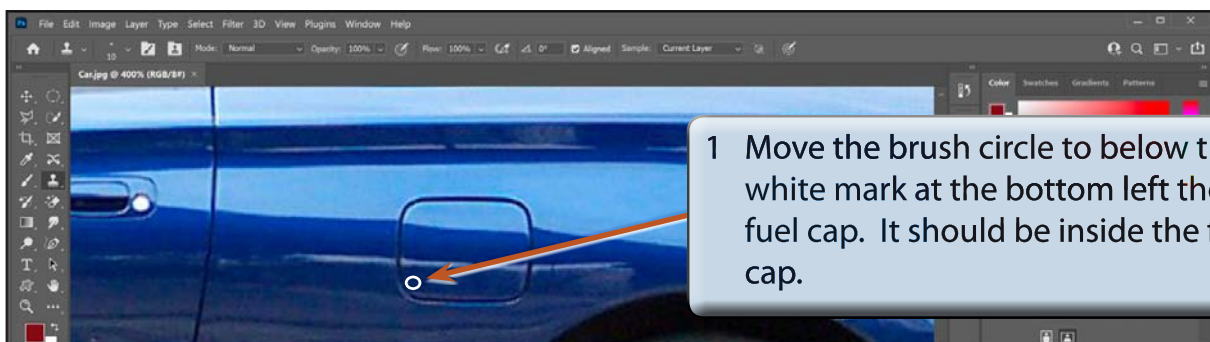 File Edit Image Layer Type Select Filter 3D View Plugins Window Help
10 Mode: Normal Opacity: 100% Flow: 100% 0° Aligned Sample: Current Layer
Car.jpg @ 400% (RGB/8#) ×
Color Swatches Gradients Patterns
1 Move the brush circle to below t
white mark at the bottom left the
fuel cap. It should be inside the f
cap.